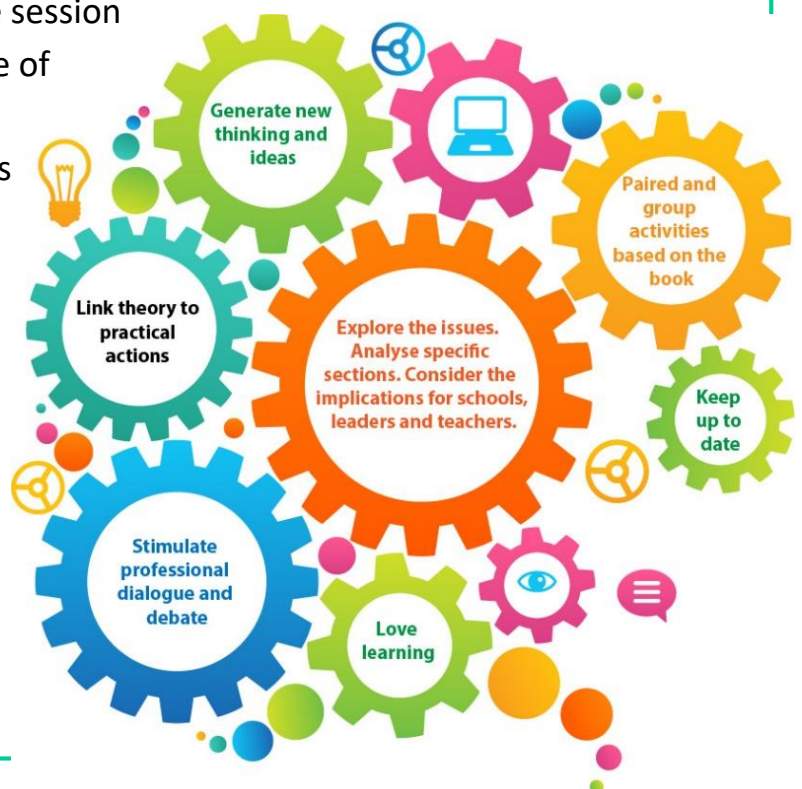 session
e of
s
Generate new
thinking and
ideas
Paired and
group
activities
based on the
book
Link theory to
practical
actions
Explore the issues.
Analyse specific
sections. Consider the
implications for schools,
leaders and teachers.
Keep
up to
date
Stimulate
professional
dialogue and
debate
Love
learning